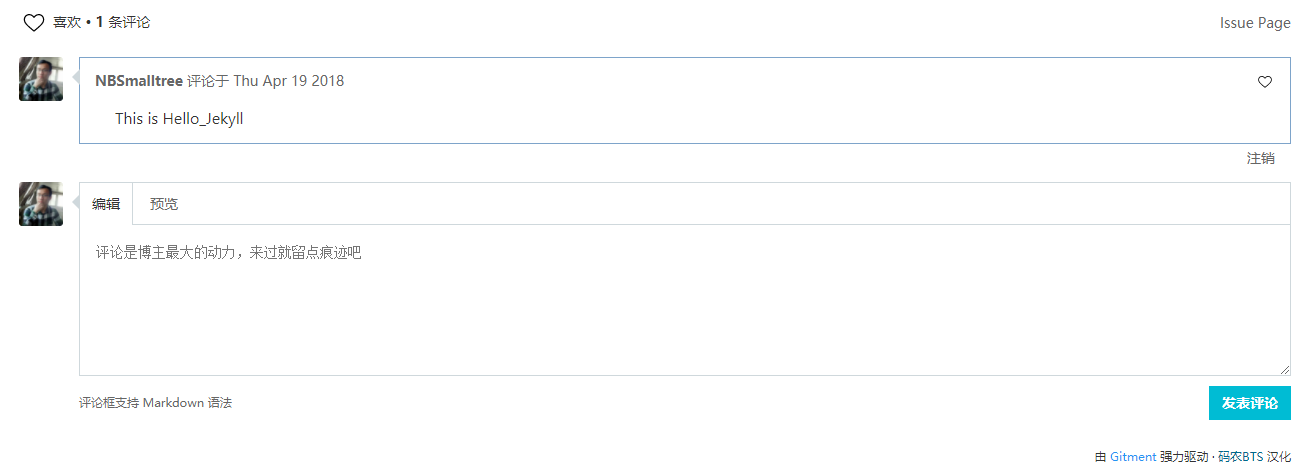 喜欢 • 1 条评论 Issue Page
NBSmalltree 评论于 Thu Apr 19 2018
This is Hello_Jekyll
注销
编辑 预览
评论是博主最大的动力，来过就留点痕迹吧
评论框支持 Markdown 语法 发表评论
由 Gitment 强力驱动 · 码农BTS 汉化